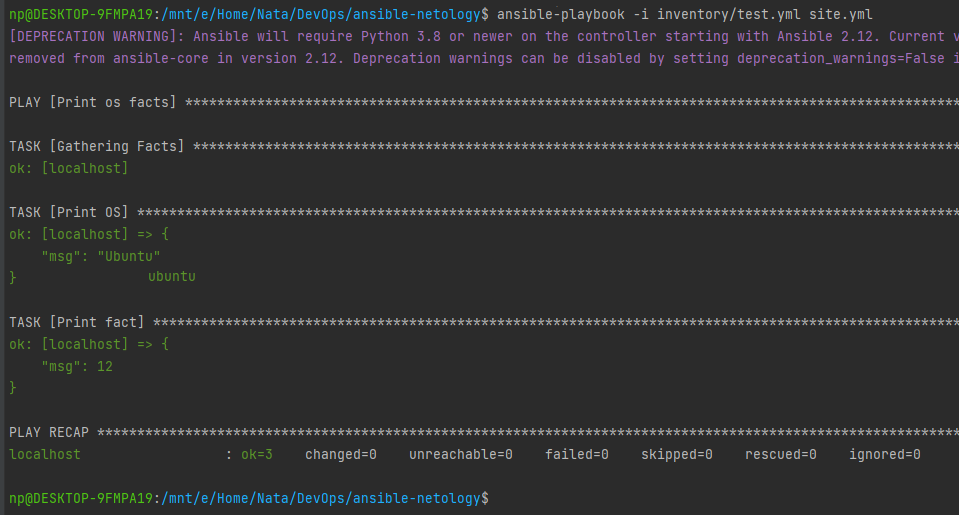 np@DESKTOP-9FMPA19:/mnt/e/Home/Nata/DevOps/ansible-netology$ ansible-playbook -i inventory/test.yml site.yml
[DEPRECATION WARNING]: Ansible will require Python 3.8 or newer on the controller starting with Ansible 2.12. Current v
removed from ansible-core in version 2.12. Deprecation warnings can be disabled by setting deprecation_warnings=False i
PLAY [Print os facts] *************************************************************************************************
TASK [Gathering Facts] ************************************************************************************************
ok: [localhost]
TASK [Print OS] *******************************************************************************************************
ok: [localhost] => {
    "msg": "Ubuntu"
}                 ubuntu
TASK [Print fact] *****************************************************************************************************
ok: [localhost] => {
    "msg": 12
}
PLAY RECAP ************************************************************************************************************
localhost                  : ok=3    changed=0    unreachable=0    failed=0    skipped=0    rescued=0    ignored=0
np@DESKTOP-9FMPA19:/mnt/e/Home/Nata/DevOps/ansible-netology$